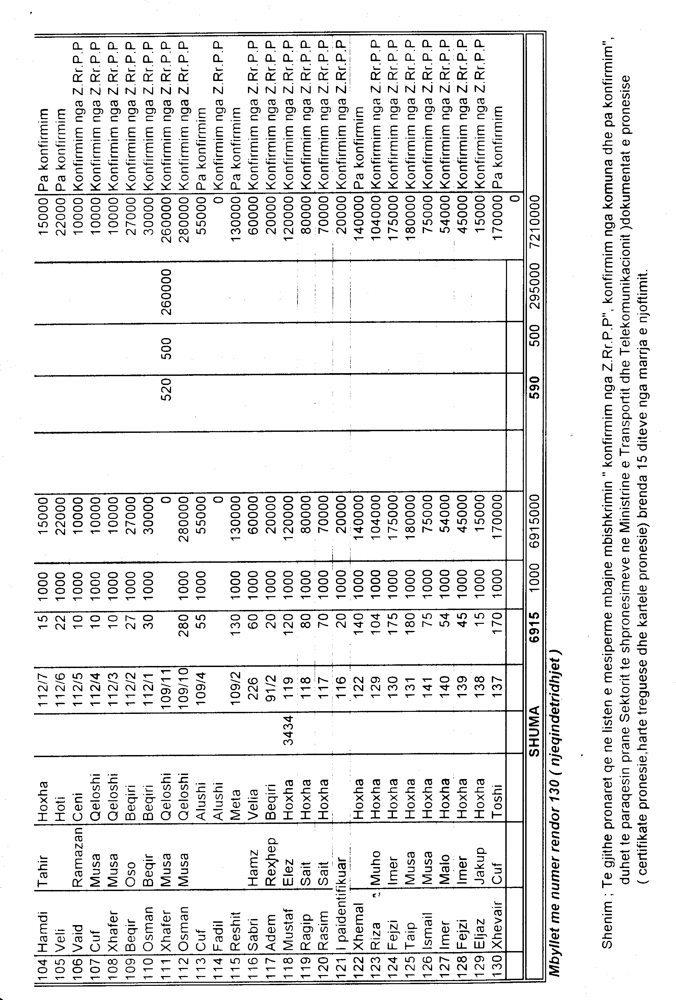 104 Hamdi Tahir Hoxha 112/7 15 1000 15000 15000 Pa konfirmim
105 Veli Hoti 112/6 22 1000 22000 22000 Pa konfirmim
106 Vaid Ramazan Ceni 112/5 10 1000 10000 10000 Konfirmim nga Z.Rr.P.P
107 Cuf Musa Qeloshi 112/4 10 1000 10000 10000 Konfirmim nga Z.Rr.P.P
108 Xhafer Musa Qeloshi 112/3 10 1000 10000 10000 Konfirmim nga Z.Rr.P.P
109 Beqir Oso Beqiri 112/2 27 1000 27000 27000 Konfirmim nga Z.Rr.P.P
110 Osman Beqir Beqiri 112/1 30 1000 30000 30000 Konfirmim nga Z.Rr.P.P
111 Xhafer Musa Qeloshi 109/11 0 520 500 260000 260000 Konfirmim nga Z.Rr.P.P
112 Osman Musa Qeloshi 109/10 280 1000 280000 280000 Konfirmim nga Z.Rr.P.P
113 Cuf Alushi 109/4 55 1000 55000 55000 Pa konfirmim
114 Fadil Alushi 0 0 Konfirmim nga Z.Rr.P.P
115 Reshit Meta 109/2 130 1000 130000 130000 Pa konfirmim
116 Sabri Hamz Velia 226 60 1000 60000 60000 Konfirmim nga Z.Rr.P.P
117 Adem Rexhep Beqiri 91/2 20 1000 20000 20000 Konfirmim nga Z.Rr.P.P
118 Mustaf Elez Hoxha 3434 119 120 1000 120000 120000 Konfirmim nga Z.Rr.P.P
119 Ragip Sait Hoxha 118 80 1000 80000 80000 Konfirmim nga Z.Rr.P.P
120 Rasim Sait Hoxha 117 70 1000 70000 70000 Konfirmim nga Z.Rr.P.P
121 I paidentifikuar 116 20 1000 20000 20000 Konfirmim nga Z.Rr.P.P
122 Xhemal Hoxha 122 140 1000 140000 140000 Pa konfirmim
123 Riza Muho Hoxha 129 104 1000 104000 104000 Konfirmim nga Z.Rr.P.P
124 Fejzi Imer Hoxha 130 175 1000 175000 175000 Konfirmim nga Z.Rr.P.P
125 Taip Musa Hoxha 131 180 1000 180000 180000 Konfirmim nga Z.Rr.P.P
126 Ismail Musa Hoxha 141 75 1000 75000 75000 Konfirmim nga Z.Rr.P.P
127 Imer Malo Hoxha 140 54 1000 54000 54000 Konfirmim nga Z.Rr.P.P
128 Fejzi Imer Hoxha 139 45 1000 45000 45000 Konfirmim nga Z.Rr.P.P
129 Eljaz Jakup Hoxha 138 15 1000 15000 15000 Konfirmim nga Z.Rr.P.P
130 Xhevair Cuf Toshi 137 170 1000 170000 170000 Pa konfirmim
0
SHUMA 6915 1000 6915000 590 500 295000 7210000
Mbyllet me numer rendor 130 ( njeqindetridhjet )
Shenim ; Te gjithe pronaret qe ne listen e mesiperme mbajne mbishkrimin " konfirmim nga Z.Rr.P.P", konfirmim nga komuna dhe pa konfirmim",
duhet te paraqesin prane Sektorit te shpronesimeve ne Ministrine e Transportit dhe Telekomunikacionit )dokumentat e pronesise
( certifikate pronesie,harte treguese dhe kartele pronesie) brenda 15 diteve nga marrja e njoftimit.